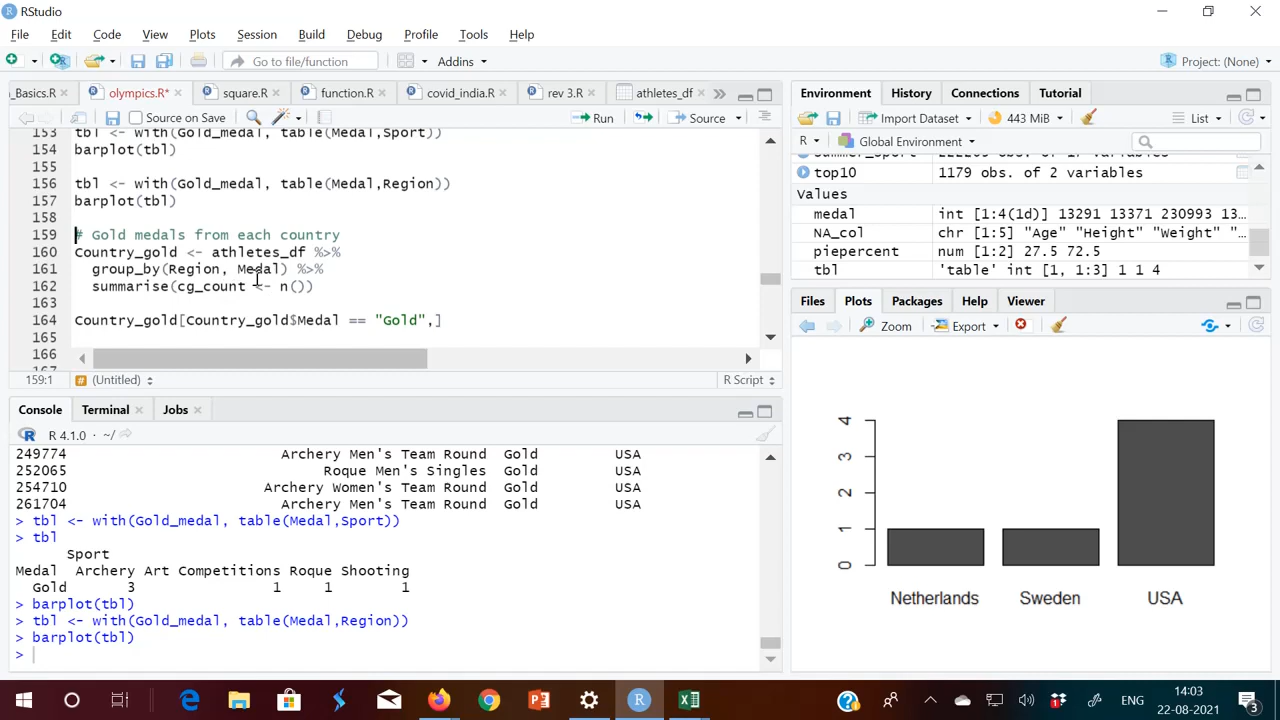 RStudio
File Edit Code View Plots Session Build Debug Profile Tools Help
Go to file/function Addins Project: (None)
_Basics.R olympics.R* square.R function.R covid_india.R rev 3.R athletes_df
Source on Save Run Source
153 tbl <- with(Gold_medal, table(Medal,Sport))
154 barplot(tbl)
155
156 tbl <- with(Gold_medal, table(Medal,Region))
157 barplot(tbl)
158
159 # Gold medals from each country
160 Country_gold <- athletes_df %>%
161 group_by(Region, Medal) %>%
162 summarise(cg_count <- n())
163
164 Country_gold[Country_gold$Medal == "Gold",]
165
166
167
159:1 (Untitled) R Script
Console Terminal Jobs
R 4.1.0 · ~/
249774 Archery Men's Team Round Gold USA
252065 Roque Men's Singles Gold USA
254710 Archery Women's Team Round Gold USA
261704 Archery Men's Team Round Gold USA
> tbl <- with(Gold_medal, table(Medal,Sport))
> tbl
Sport
Medal Archery Art Competitions Roque Shooting
Gold 3 1 1 1
> barplot(tbl)
> tbl <- with(Gold_medal, table(Medal,Region))
> barplot(tbl)
>
Environment History Connections Tutorial
Import Dataset 443 MiB List
R Global Environment
summer_sport 222209 obs. of 17 variables
top10 1179 obs. of 2 variables
Values
medal int [1:4(1d)] 13291 13371 230993 13…
NA_col chr [1:5] "Age" "Height" "Weight" "…
piepercent num [1:2] 27.5 72.5
tbl 'table' int [1, 1:3] 1 1 4
Files Plots Packages Help Viewer
Zoom Export
4
3
2
1
0
Netherlands Sweden USA
ENG
14:03
22-08-2021
3